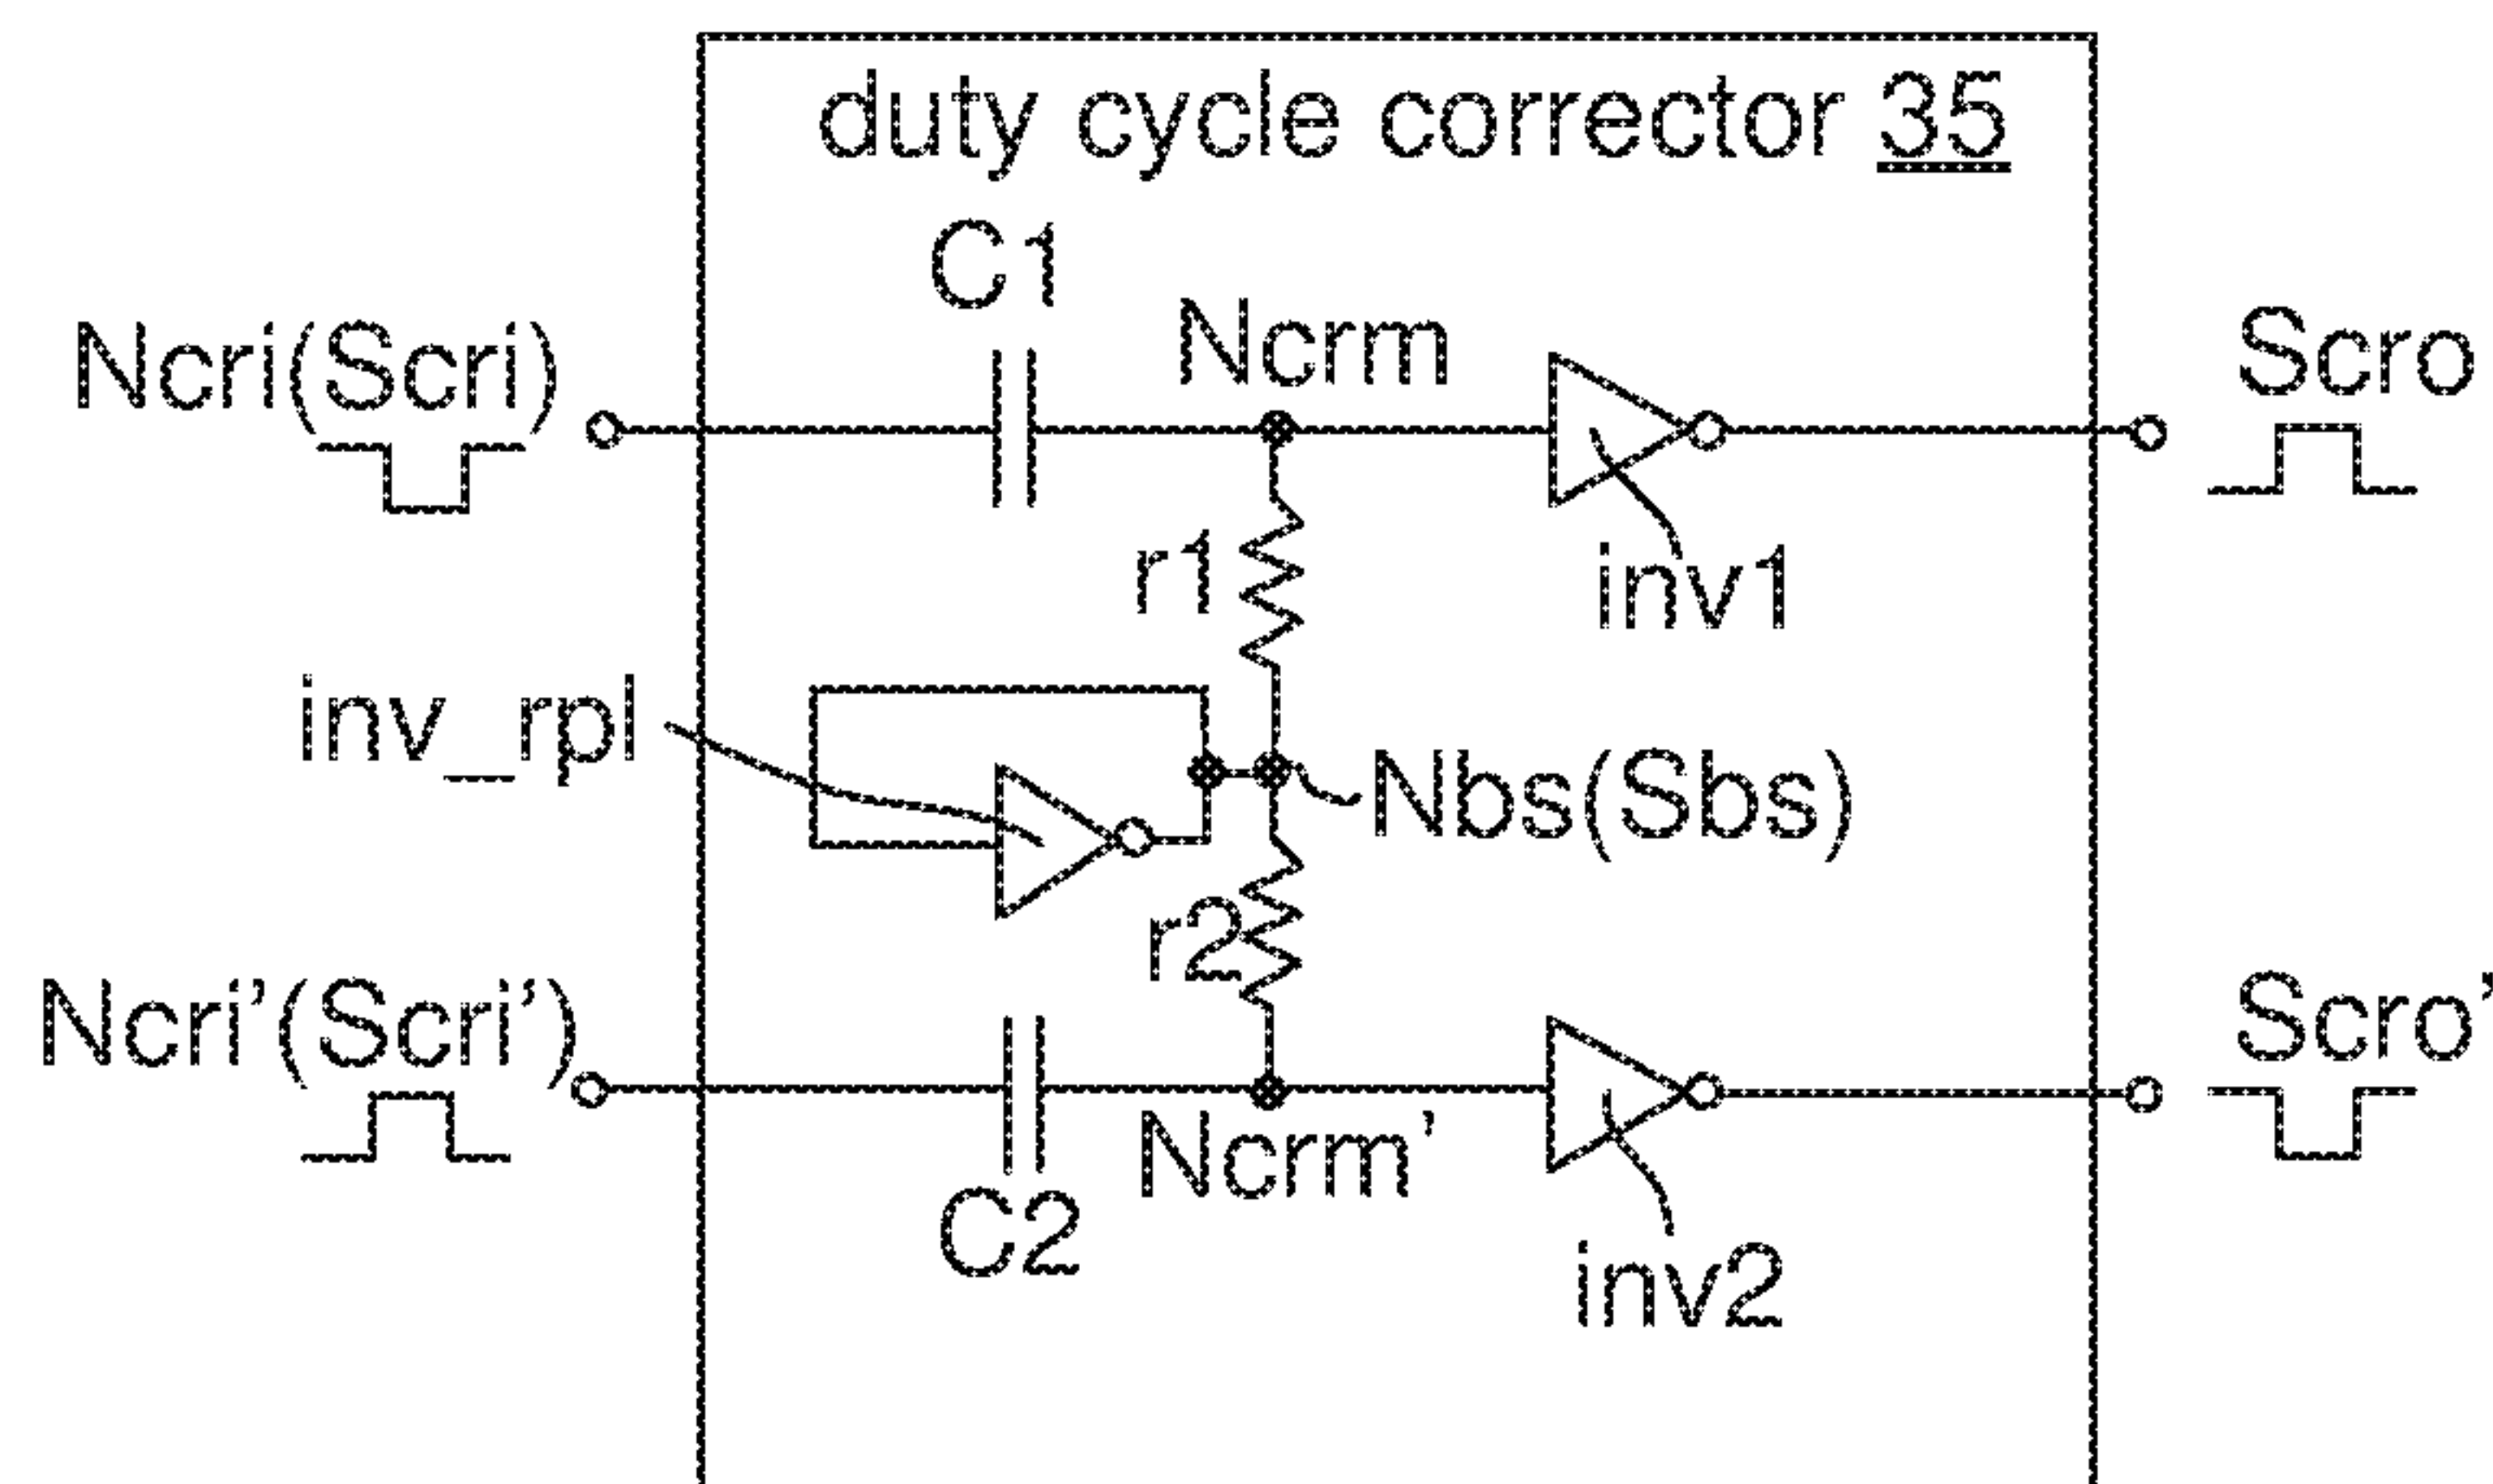 duty cycle corrector 35
C1
Ncri(Scri)
Ncrm
Scro
r1
inv1
inv_rpl
Nbs(Sbs)
r2
Ncri’(Scri’)
Scro’
Ncrm’
C2
inv2